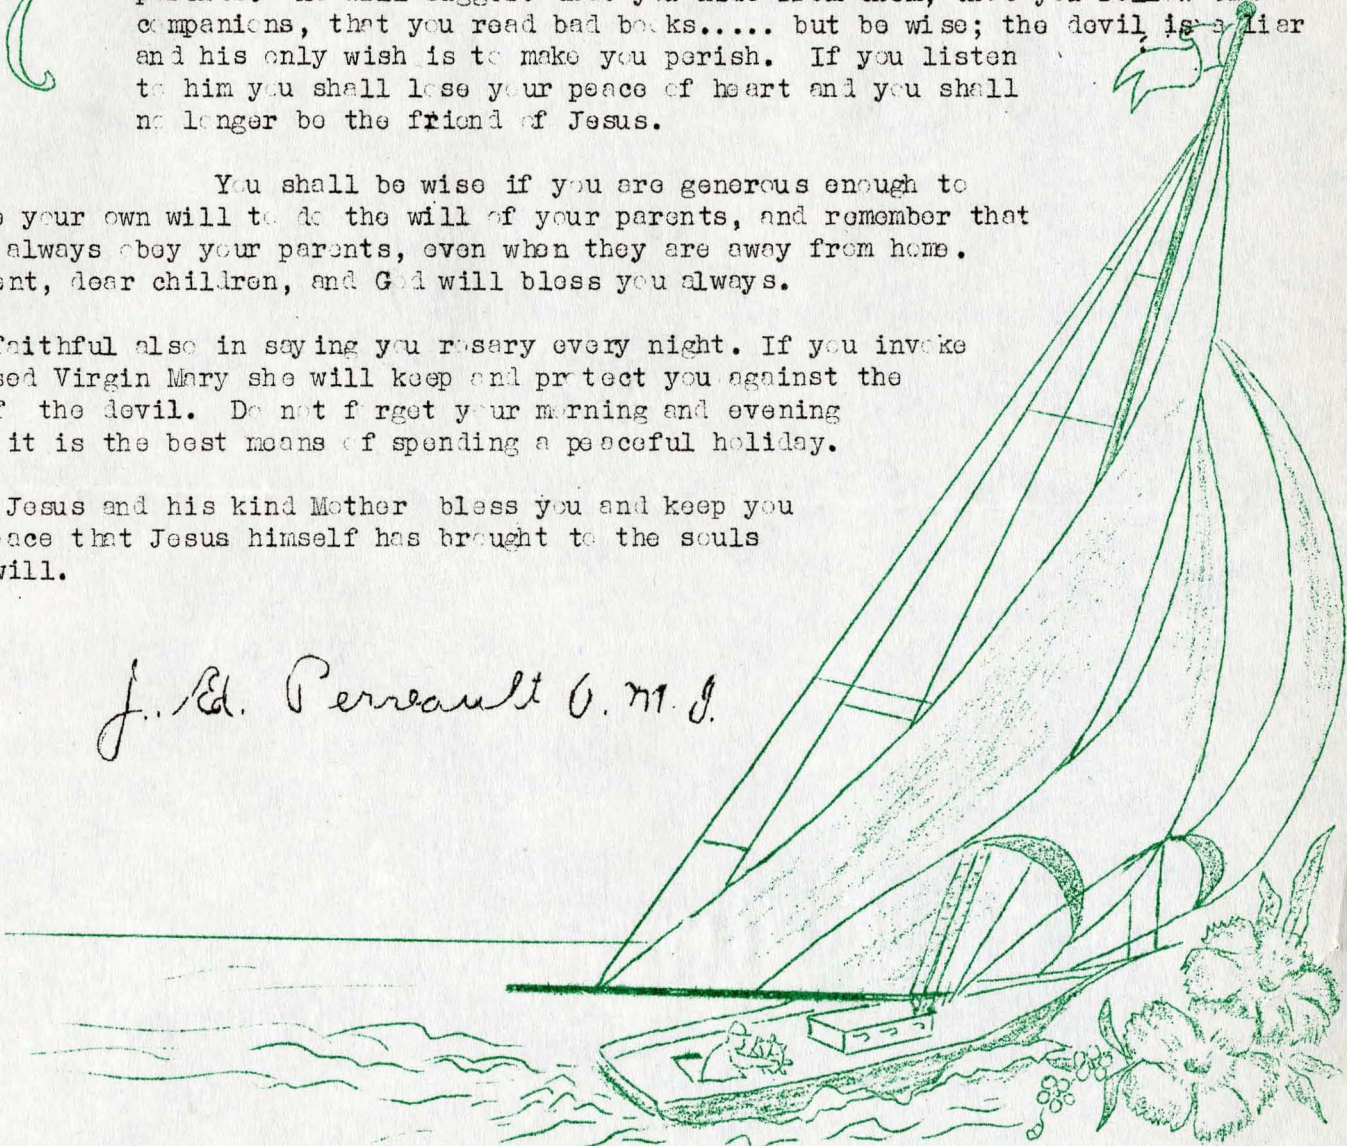 companions, that you read bad books..... but be wise; the devil is a liar
and his only wish is to make you perish. If you listen
to him you shall lose your peace of heart and you shall
no longer be the friend of Jesus.
You shall be wise if you are generous enough to
your own will to do the will of your parents, and remember that
always obey your parents, even when they are away from home.
ent, dear children, and God will bless you always.
faithful also in saying you rosary every night. If you invoke
sed Virgin Mary she will keep and protect you against the
f the devil. Do not forget your morning and evening
it is the best means of spending a peaceful holiday.
Jesus and his kind Mother bless you and keep you
ace that Jesus himself has brought to the souls
will.
J. Ed. Perreault O.M.I.